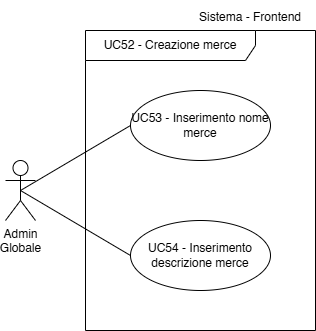 Sistema - Frontend
UC52 - Creazione merce
UC53 - Inserimento nome
merce
UC54 - Inserimento
descrizione merce
Admin
Globale